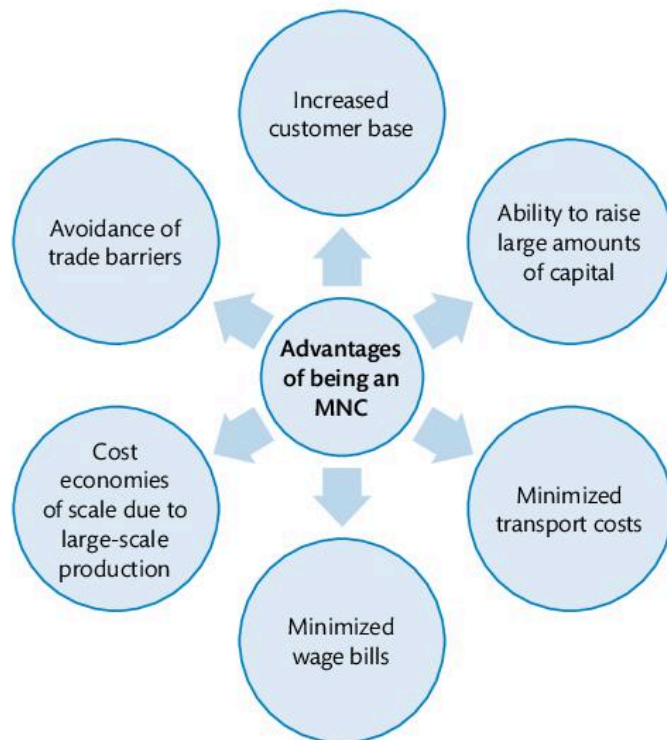 Increased
customer base
Ability to raise
large amounts
of capital
Minimized
transport costs
Minimized
wage bills
Cost
economies
of scale due to
large-scale
production
Avoidance of
trade barriers
Advantages
of being an
MNC